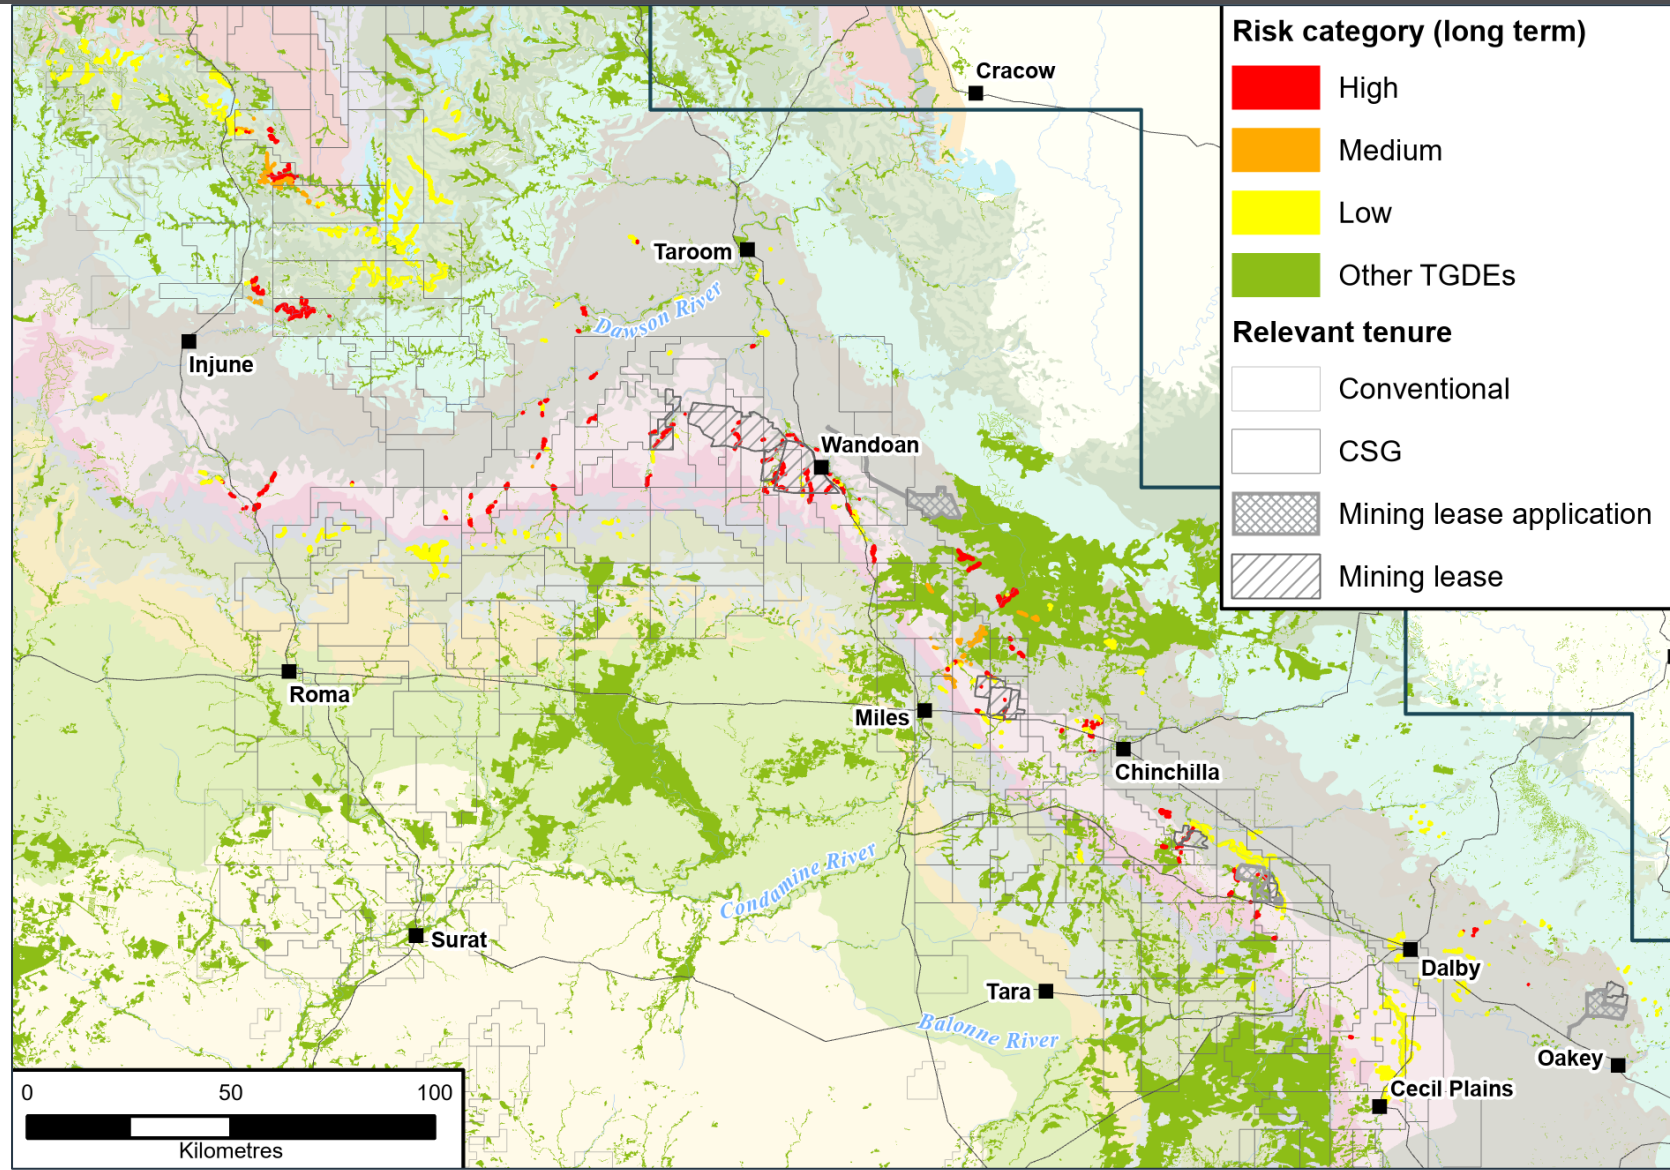 Risk category (long term)
High
Medium
Low
Other TGDEs
Relevant tenure
Conventional
CSG
Mining lease application
Mining lease
Cracow
Taroom
Dawson River
Injune
Wandoan
Roma
Miles
Chinchilla
Condamine River
Surat
Dalby
Tara
Balonne River
Oakey
Cecil Plains
0 50 100
Kilometres